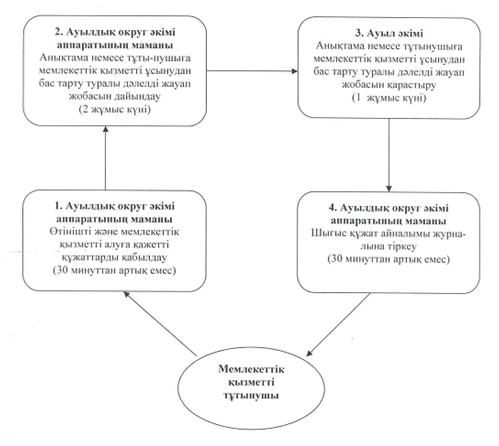 2. Ауылдық округ әкімі
аппаратының маманы
Анықтама немесе тұты-нушыға
мемлекеттік қызметті ұсынудан
бас тарту туралы дәлелді жауап
жобасын дайындау
(2 жұмыс күні)
3. Ауыл әкімі
Анықтама немесе тұтынушыға
мемлекеттік қызметті ұсынудан
бас тарту туралы дәлелді жауап
жобасын қарастыру
(1 жұмыс күні)
1. Ауылдық округ әкімі
аппаратының маманы
Өтінішті және мемлекеттік
қызметті алуға қажетті
құжаттарды қабылдау
(30 минуттан артық емес)
4. Ауылдық округ әкімі
аппаратының маманы
Шығыс құжат айналымы журна-
лына тіркеу
(30 минуттан артық емес)
Мемлекеттік
қызметті
тұтынушы